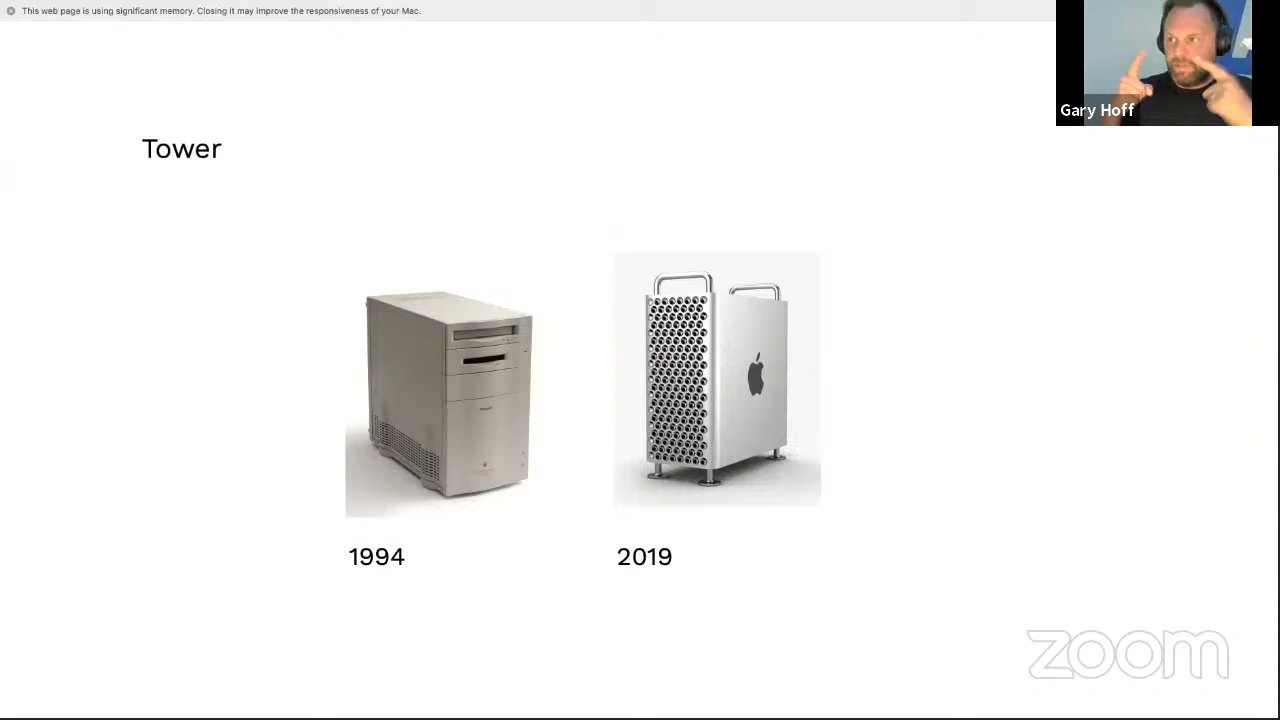 This web page is using significant memory. Closing it may improve the responsiveness of your Mac.
Gary Hoff
Tower
1994
2019
zoom